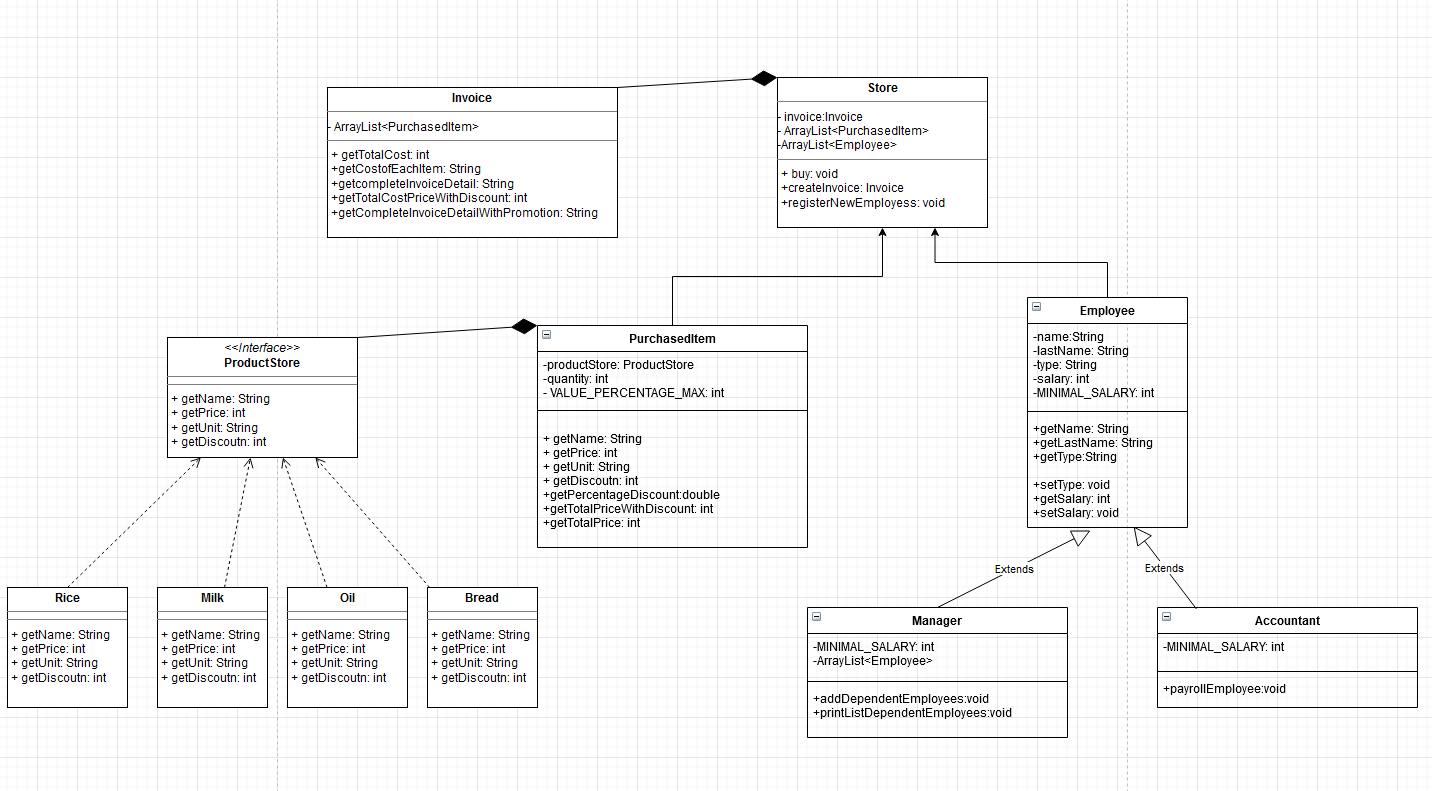 Invoice
- ArrayList<PurchasedItem>
+ getTotalCost: int
+getCostofEachItem: String
+getcompleteInvoiceDetail: String
+getTotalCostPriceWithDiscount: int
+getCompleteInvoiceDetailWithPromotion: String
Store
- invoice:Invoice
- ArrayList<PurchasedItem>
-ArrayList<Employee>
+ buy: void
+createInvoice: Invoice
+registerNewEmployess: void
<<Interface>>
ProductStore
+ getName: String
+ getPrice: int
+ getUnit: String
+ getDiscoutn: int
PurchasedItem
-productStore: ProductStore
-quantity: int
- VALUE_PERCENTAGE_MAX: int
+ getName: String
+ getPrice: int
+ getUnit: String
+ getDiscoutn: int
+getPercentageDiscount:double
+getTotalPriceWithDiscount: int
+getTotalPrice: int
Employee
-name:String
-lastName: String
-type: String
-salary: int
-MINIMAL_SALARY: int
+getName: String
+getLastName: String
+getType:String
+setType: void
+getSalary: int
+setSalary: void
Extends
Extends
Rice
+ getName: String
+ getPrice: int
+ getUnit: String
+ getDiscoutn: int
Milk
+ getName: String
+ getPrice: int
+ getUnit: String
+ getDiscoutn: int
Oil
+ getName: String
+ getPrice: int
+ getUnit: String
+ getDiscoutn: int
Bread
+ getName: String
+ getPrice: int
+ getUnit: String
+ getDiscoutn: int
Manager
-MINIMAL_SALARY: int
-ArrayList<Employee>
+addDependentEmployees:void
+printListDependentEmployees:void
Accountant
-MINIMAL_SALARY: int
+payrollEmployee:void